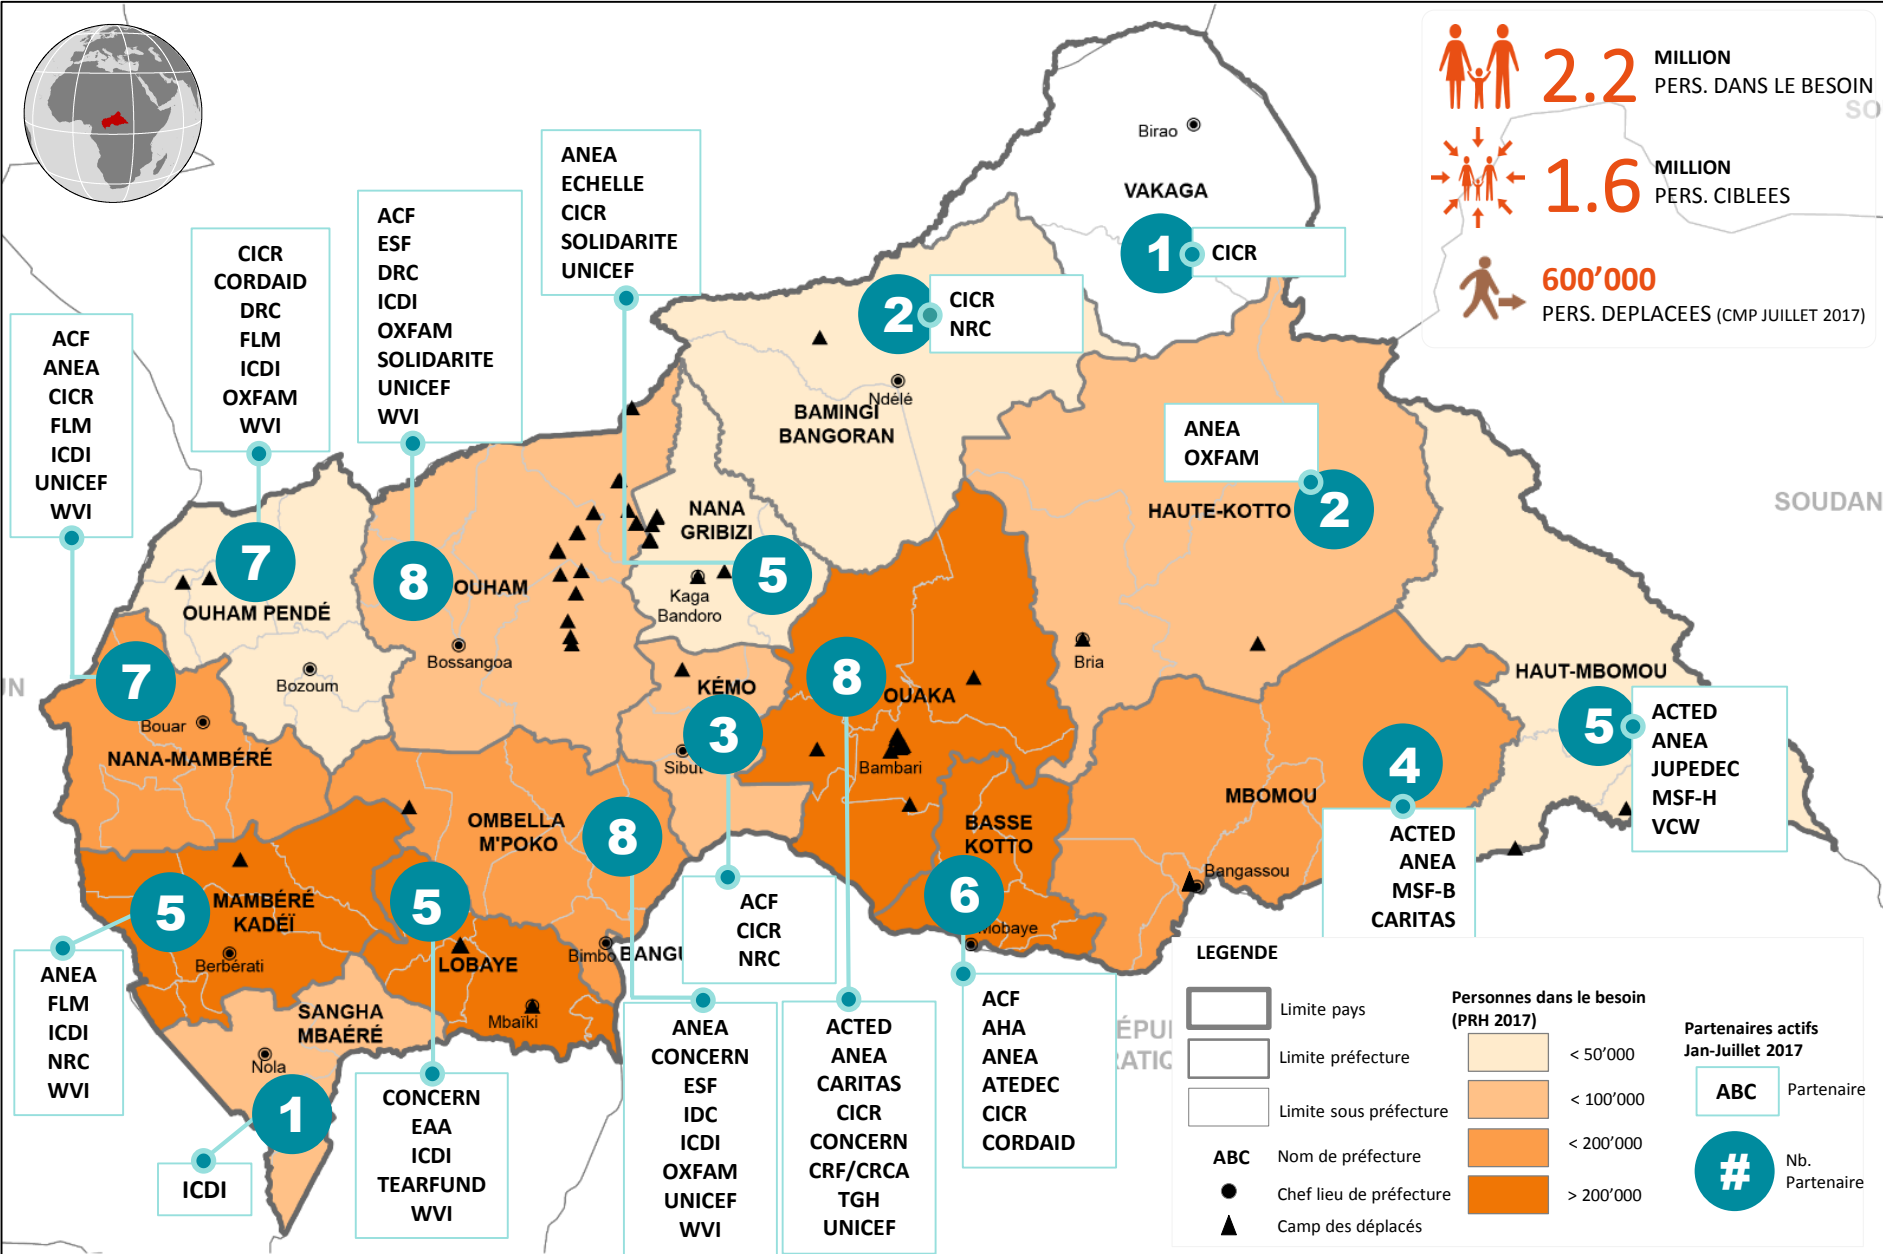 2.2
MILLION
PERS. DANS LE BESOIN
1.6
MILLION
PERS. CIBLEES
600’000
PERS. DEPLACEES (CMP JUILLET 2017)
SO
SOUDAN
UN
Birao
VAKAGA
1
CICR
2
CICR
NRC
Ndélé
BAMINGI
BANGORAN
ANEA
ECHELLE
CICR
SOLIDARITE
UNICEF
ACF
ESF
DRC
ICDI
OXFAM
SOLIDARITE
UNICEF
WVI
CICR
CORDAID
DRC
FLM
ICDI
OXFAM
WVI
ACF
ANEA
CICR
FLM
ICDI
UNICEF
WVI
ANEA
OXFAM
HAUTE-KOTTO
2
NANA
GRIBIZI
5
Kaga
Bandoro
7
OUHAM PENDÉ
8
OUHAM
Bossangoa
Bozoum
7
Bouar
NANA-MAMBÉRÉ
KÉMO
3
Sibut
8
OUAKA
Bambari
Bria
HAUT-MBOMOU
5
ACTED
ANEA
JUPEDEC
MSF-H
VCW
4
MBOMOU
ACTED
ANEA
MSF-B
CARITAS
Bangassou
BASSE
KOTTO
6
Mobaye
OMBELLA
M'POKO
8
MAMBÉRÉ
KADÉÏ
5
Berbérati
5
LOBAYE
Mbaïki
Bimbo
BANGU
SANGHA
MBAÉRÉ
Nola
1
ICDI
ANEA
FLM
ICDI
NRC
WVI
CONCERN
EAA
ICDI
TEARFUND
WVI
ACF
CICR
NRC
ANEA
CONCERN
ESF
IDC
ICDI
OXFAM
UNICEF
WVI
ACTED
ANEA
CARITAS
CICR
CONCERN
CRF/CRCA
TGH
UNICEF
ACF
AHA
ANEA
ATEDEC
CICR
CORDAID
ÉPU
RATIQ
LEGENDE
Limite pays
Limite préfecture
Limite sous préfecture
ABC Nom de préfecture
Chef lieu de préfecture
Camp des déplacés
Personnes dans le besoin
(PRH 2017)
< 50’000
< 100’000
< 200’000
> 200’000
Partenaires actifs
Jan-Juillet 2017
ABC Partenaire
# Nb.
Partenaire